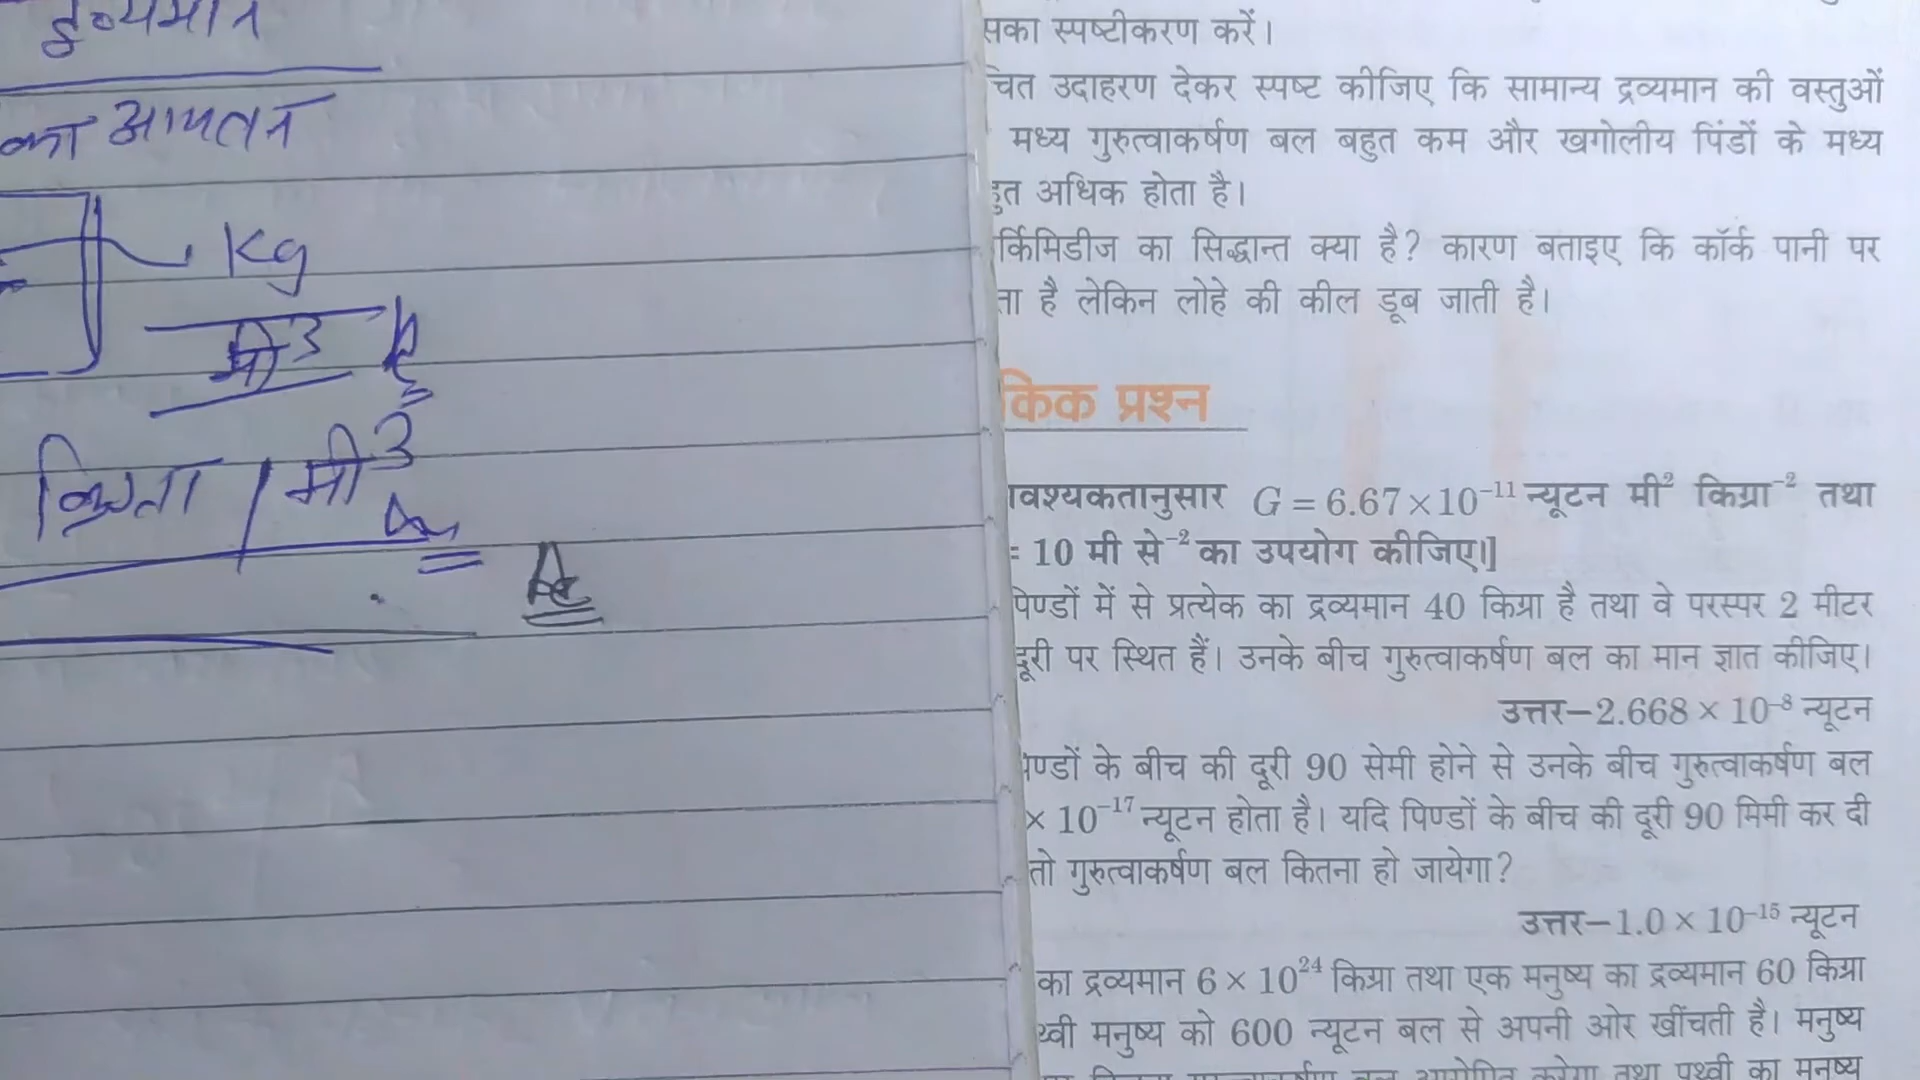 द्रव्यमान
का आयतन
Kg
मी³
किग्रा / मी³
सका स्पष्टीकरण करें।
चित उदाहरण देकर स्पष्ट कीजिए कि सामान्य द्रव्यमान की वस्तुओं
मध्य गुरुत्वाकर्षण बल बहुत कम और खगोलीय पिंडों के मध्य
हुत अधिक होता है।
र्किमिडीज का सिद्धान्त क्या है? कारण बताइए कि कॉर्क पानी पर
ता है लेकिन लोहे की कील डूब जाती है।
किक प्रश्न
वश्यकतानुसार G = 6.67 × 10⁻¹¹ न्यूटन मी² किग्रा⁻² तथा
= 10 मी से⁻² का उपयोग कीजिए।]
पिण्डों में से प्रत्येक का द्रव्यमान 40 किग्रा है तथा वे परस्पर 2 मीटर
दूरी पर स्थित हैं। उनके बीच गुरुत्वाकर्षण बल का मान ज्ञात कीजिए।
उत्तर–2.668 × 10⁻⁸ न्यूटन
पिण्डों के बीच की दूरी 90 सेमी होने से उनके बीच गुरुत्वाकर्षण बल
× 10⁻¹⁷ न्यूटन होता है। यदि पिण्डों के बीच की दूरी 90 मिमी कर दी
तो गुरुत्वाकर्षण बल कितना हो जायेगा?
उत्तर–1.0 × 10⁻¹⁵ न्यूटन
का द्रव्यमान 6 × 10²⁴ किग्रा तथा एक मनुष्य का द्रव्यमान 60 किग्रा
थ्वी मनुष्य को 600 न्यूटन बल से अपनी ओर खींचती है। मनुष्य
बल आरोपित करेगा तथा पृथ्वी का मनुष्य